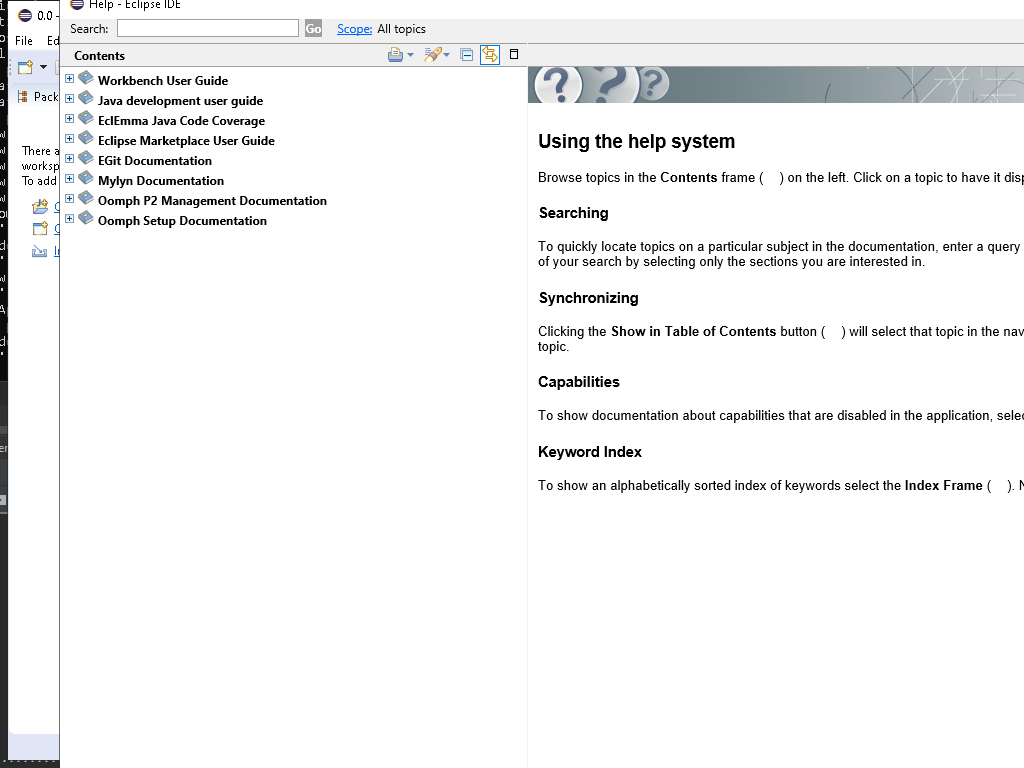 Help - Eclipse IDE
0.0 -
Search:
Go
Scope: All topics
File
Contents
Pack
Workbench User Guide
Java development user guide
EclEmma Java Code Coverage
Eclipse Marketplace User Guide
EGit Documentation
Mylyn Documentation
Oomph P2 Management Documentation
Oomph Setup Documentation
There a
worksp
To add
Using the help system
Browse topics in the Contents frame ( ) on the left. Click on a topic to have it disp
Searching
To quickly locate topics on a particular subject in the documentation, enter a query
of your search by selecting only the sections you are interested in.
Synchronizing
Clicking the Show in Table of Contents button ( ) will select that topic in the nav
topic.
Capabilities
To show documentation about capabilities that are disabled in the application, selec
Keyword Index
To show an alphabetically sorted index of keywords select the Index Frame ( ). N